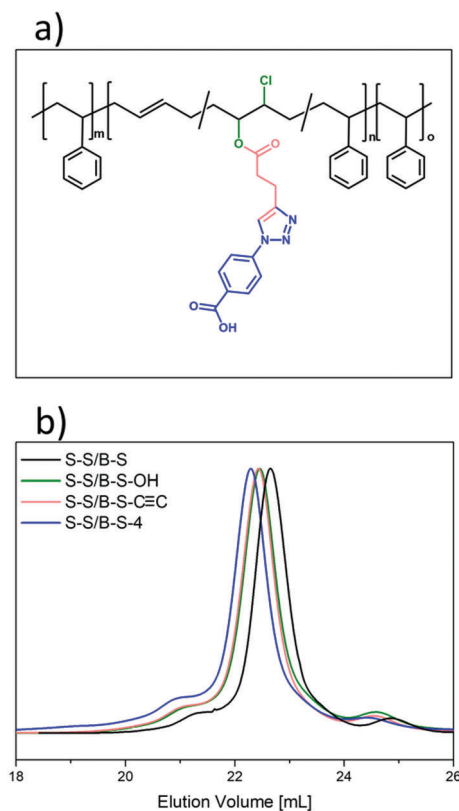 a)
Cl
m
n
o
O
O
N
N
N
O
OH
b)
S-S/B-S
S-S/B-S-OH
S-S/B-S-C≡C
S-S/B-S-4
18 20 22 24 26
Elution Volume [mL]